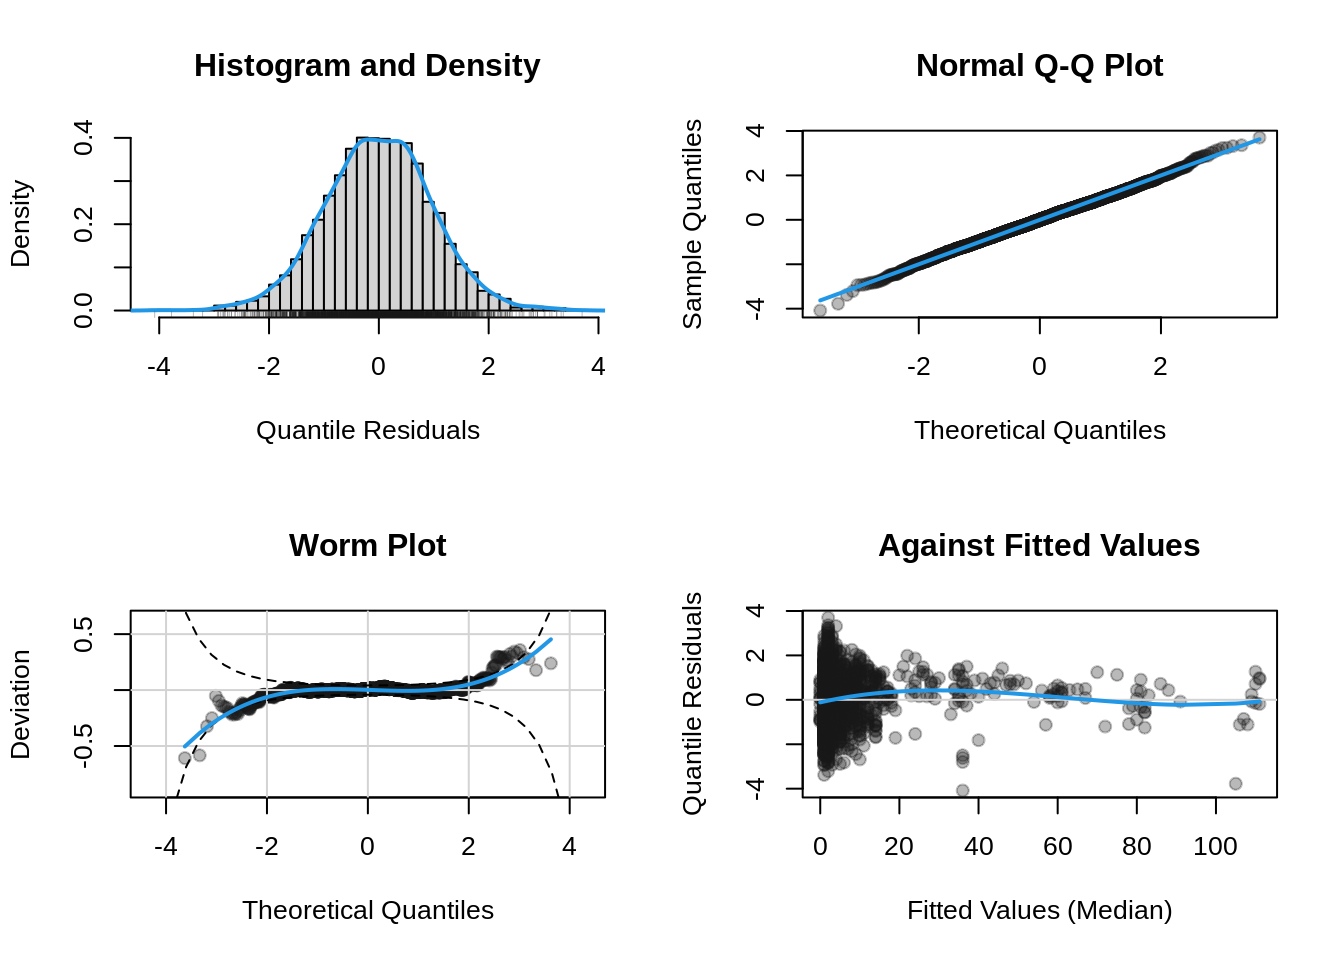 Histogram and Density
Density
0.0 0.2 0.4
-4 -2 0 2 4
Quantile Residuals
Normal Q-Q Plot
Sample Quantiles
-4 0 2 4
-2 0 2
Theoretical Quantiles
Worm Plot
Deviation
-0.5 0.5
-4 -2 0 2 4
Theoretical Quantiles
Against Fitted Values
Quantile Residuals
-4 0 2 4
0 20 40 60 80 100
Fitted Values (Median)